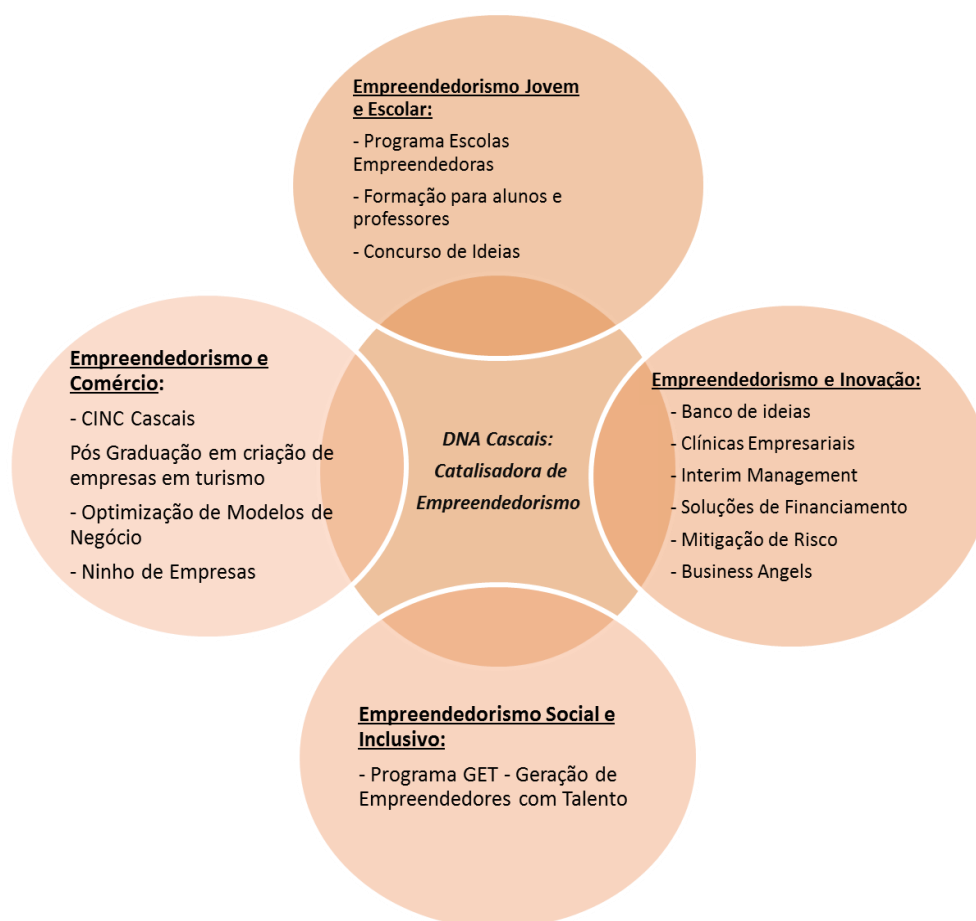 Empreendedorismo Jovem
e Escolar:
- Programa Escolas
Empreendedoras
- Formação para alunos e
professores
- Concurso de Ideias
Empreendedorismo e
Comércio:
- CINC Cascais
Pós Graduação em criação de
empresas em turismo
- Optimização de Modelos de
Negócio
- Ninho de Empresas
DNA Cascais:
Catalisadora de
Empreendedorismo
Empreendedorismo e Inovação:
- Banco de ideias
- Clínicas Empresariais
- Interim Management
- Soluções de Financiamento
- Mitigação de Risco
- Business Angels
Empreendedorismo Social e
Inclusivo:
- Programa GET - Geração de
Empreendedores com Talento